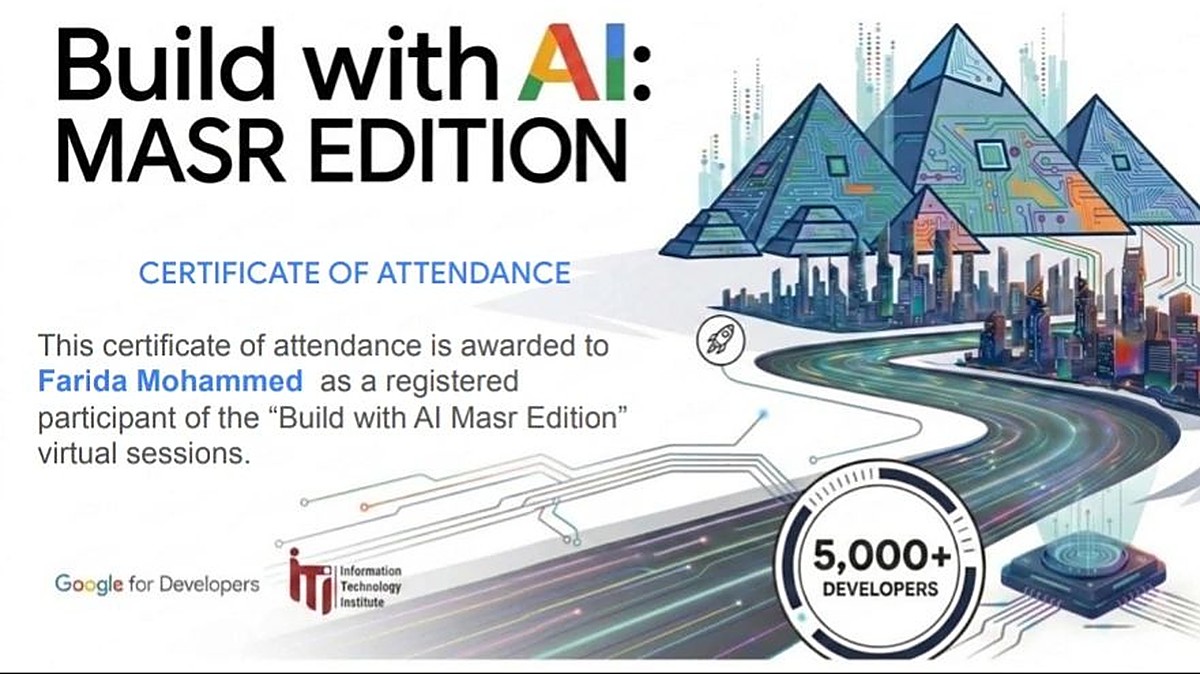 Build with AI:
MASR EDITION
CERTIFICATE OF ATTENDANCE
This certificate of attendance is awarded to
Farida Mohammed as a registered
participant of the “Build with AI Masr Edition”
virtual sessions.
Google for Developers
iTi
Information
Technology
Institute
5,000+
DEVELOPERS